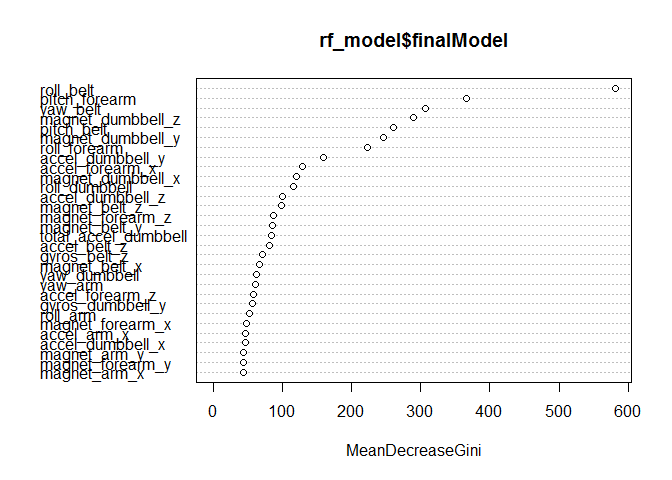 rf_model$finalModel
roll_belt
pitch_forearm
yaw_belt
magnet_dumbbell_z
pitch_belt
magnet_dumbbell_y
roll_forearm
accel_dumbbell_y
accel_forearm_x
magnet_dumbbell_x
roll_dumbbell
accel_dumbbell_z
magnet_belt_z
magnet_forearm_z
magnet_belt_y
total_accel_dumbbell
accel_belt_z
gyros_belt_z
magnet_belt_x
yaw_dumbbell
yaw_arm
accel_forearm_z
gyros_dumbbell_y
roll_arm
magnet_forearm_x
accel_arm_x
accel_dumbbell_x
magnet_arm_y
magnet_forearm_y
magnet_arm_x
0 100 200 300 400 500 600
MeanDecreaseGini